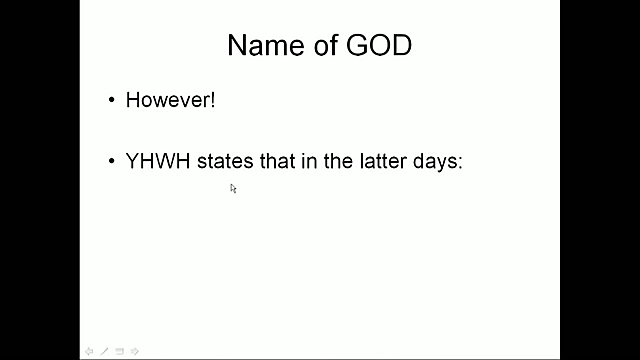 Name of GOD
• However!
• YHWH states that in the latter days: